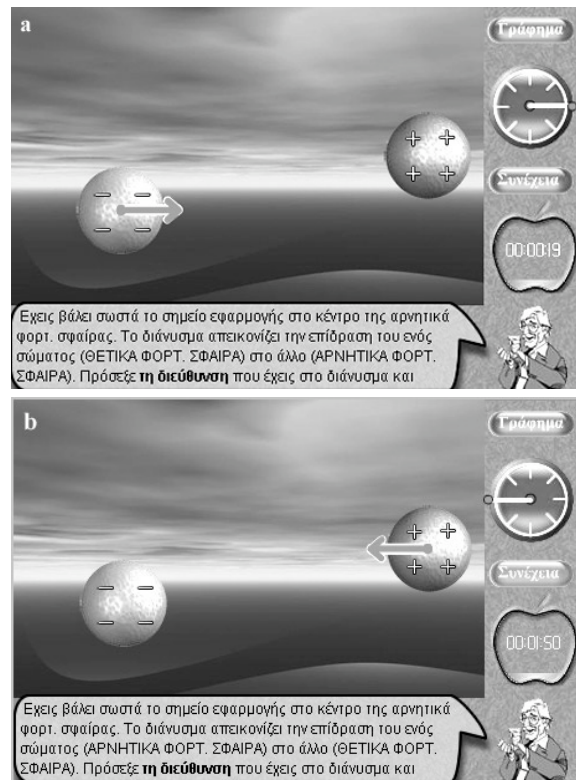 a
Γράφημα
Συνέχεια
00:00:19
Εχεις βάλει σωστά το σημείο εφαρμογής στο κέντρο της αρνητικά
φορτ. σφαίρας. Το διάνυσμα απεικονίζει την επίδραση του ενός
σώματος (ΘΕΤΙΚΑ ΦΟΡΤ. ΣΦΑΙΡΑ) στο άλλο (ΑΡΝΗΤΙΚΑ ΦΟΡΤ.
ΣΦΑΙΡΑ). Πρόσεξε τη διεύθυνση που έχεις στο διάνυσμα και
b
Γράφημα
Συνέχεια
00:01:50
Εχεις βάλει σωστά το σημείο εφαρμογής στο κέντρο της αρνητικά
φορτ. σφαίρας. Το διάνυσμα απεικονίζει την επίδραση του ενός
σώματος (ΑΡΝΗΤΙΚΑ ΦΟΡΤ. ΣΦΑΙΡΑ) στο άλλο (ΘΕΤΙΚΑ ΦΟΡΤ.
ΣΦΑΙΡΑ). Πρόσεξε τη διεύθυνση που έχεις στο διάνυσμα και